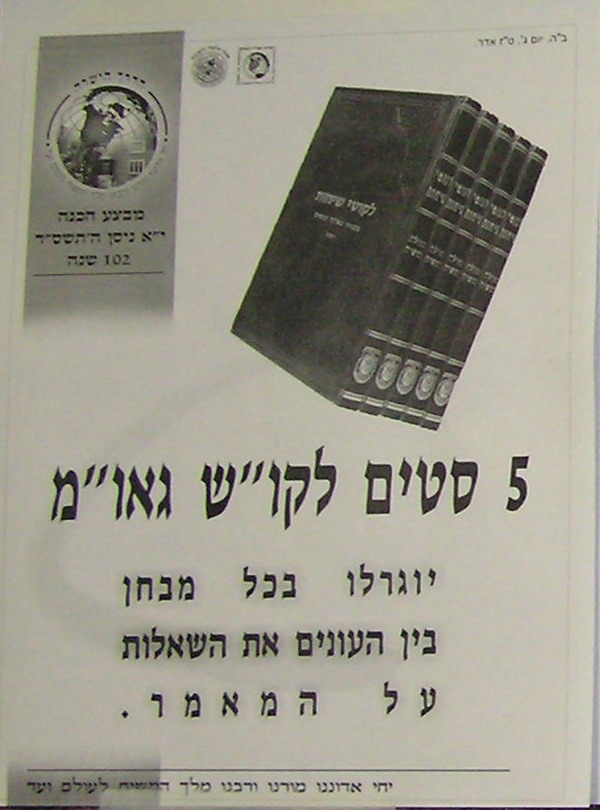 ב"ה. יום ג', ט"ז אדר.
מבצע הכנה
י"א ניסן ה'תשס"ד
102 שנה
לקוטי שיחות
5 סטים לקו"ש גאו"מ
יוגרלו בכל מבחן
בין העונים את השאלות
על המאמר.
יחי אדוננו מורנו ורבנו מלך המשיח לעולם ועד